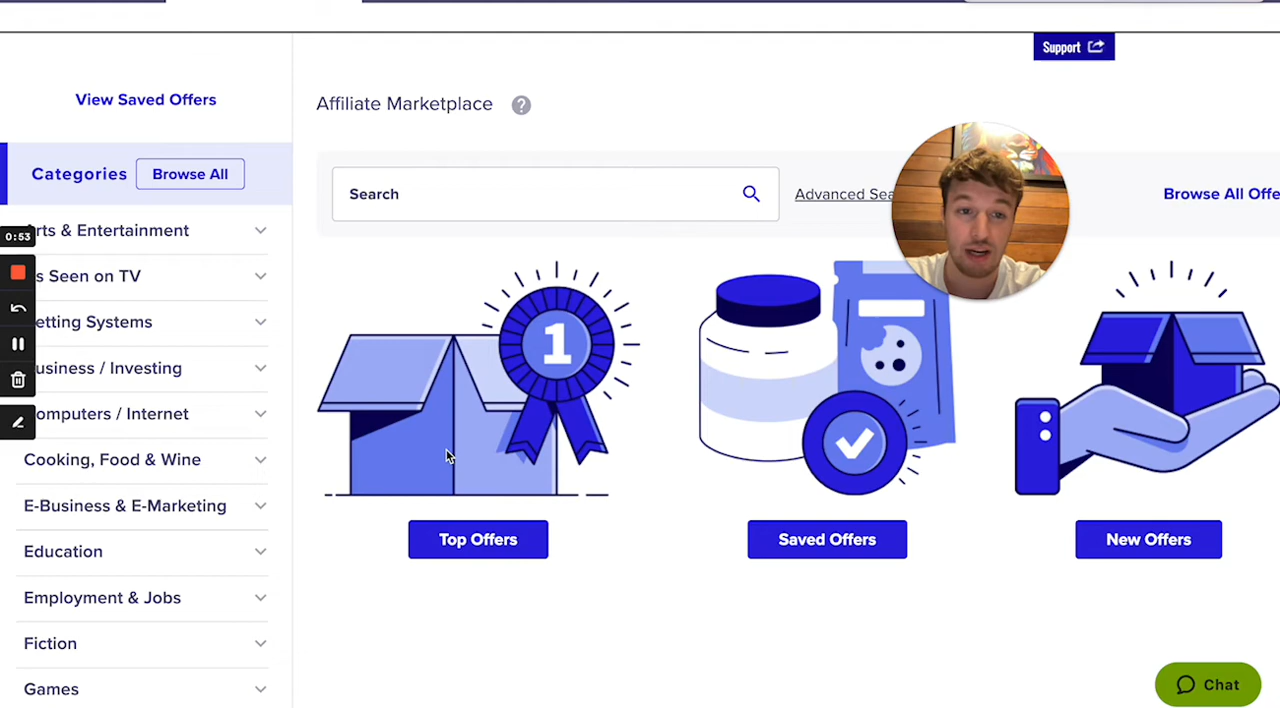 Support
View Saved Offers
Affiliate Marketplace ?
Categories
Browse All
Search
Advanced Sea
Browse All Offe
0:53
rts & Entertainment
s Seen on TV
etting Systems
usiness / Investing
omputers / Internet
Cooking, Food & Wine
E-Business & E-Marketing
Education
Employment & Jobs
Fiction
Games
1
Top Offers
Saved Offers
New Offers
Chat